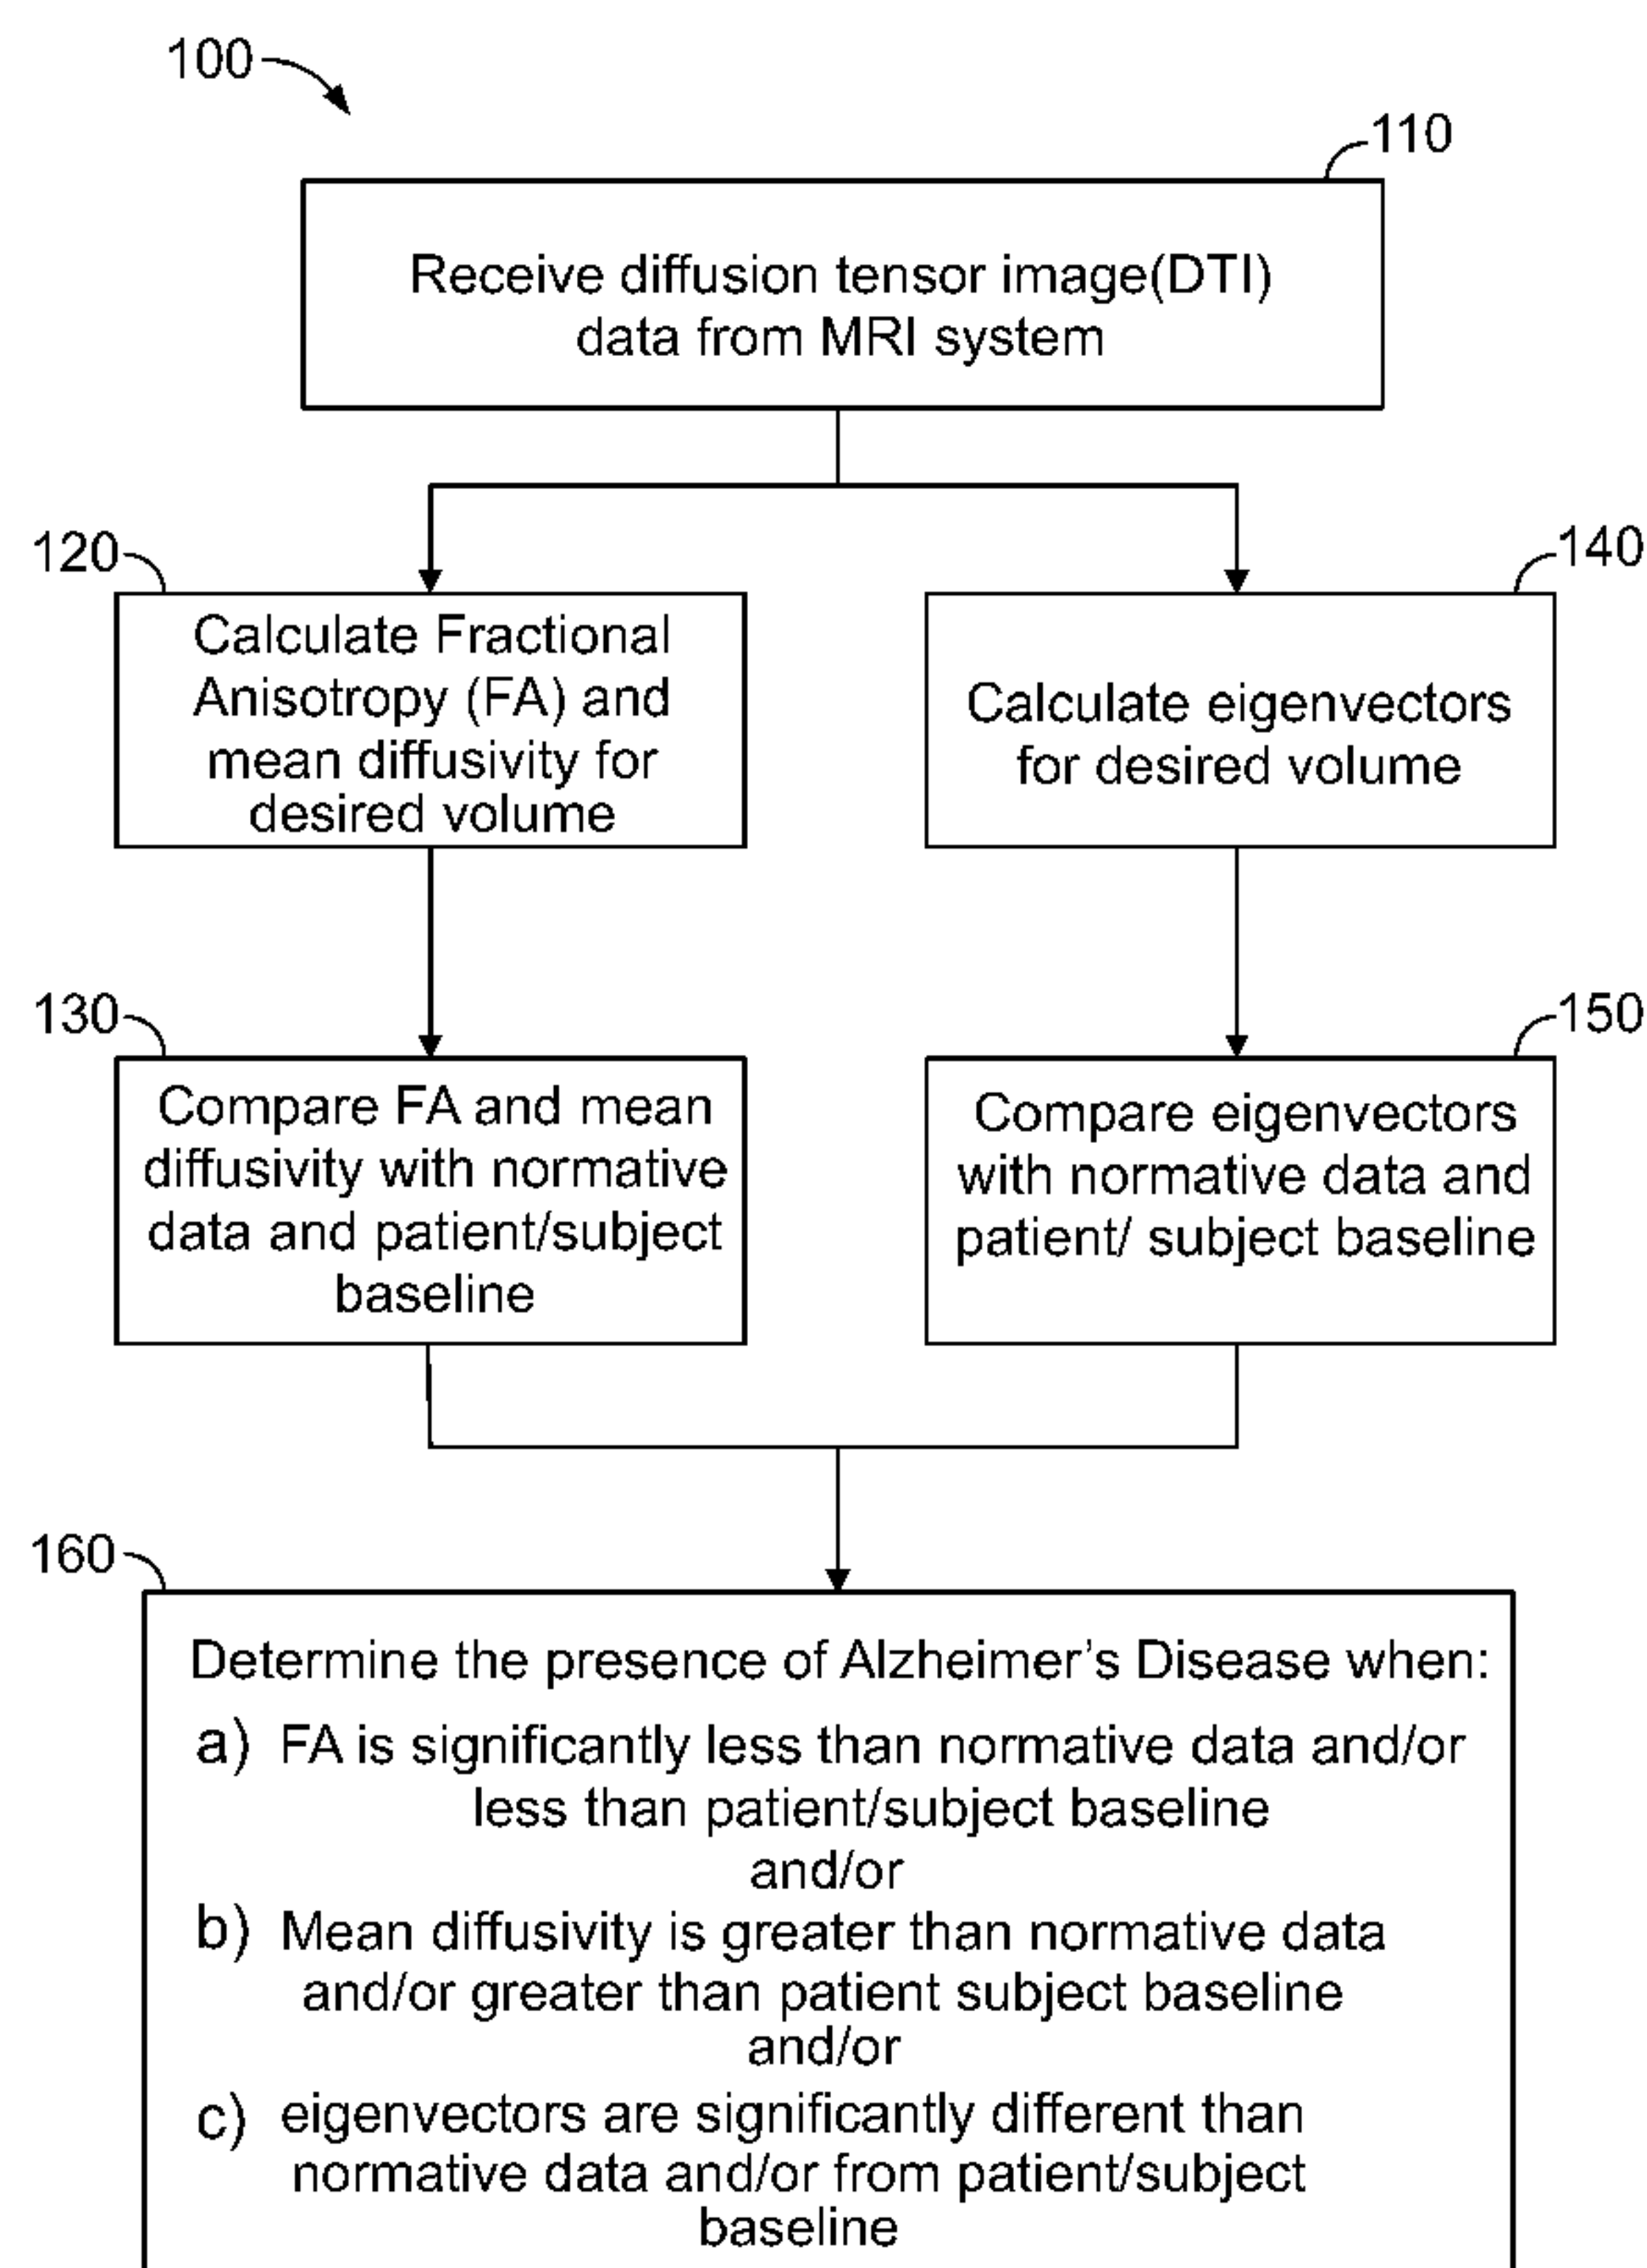 100
110
Receive diffusion tensor image(DTI)
data from MRI system
120
Calculate Fractional
Anisotropy (FA) and
mean diffusivity for
desired volume
140
Calculate eigenvectors
for desired volume
130
Compare FA and mean
diffusivity with normative
data and patient/subject
baseline
150
Compare eigenvectors
with normative data and
patient/ subject baseline
160
Determine the presence of Alzheimer’s Disease when:
a) FA is significantly less than normative data and/or
less than patient/subject baseline
and/or
b) Mean diffusivity is greater than normative data
and/or greater than patient subject baseline
and/or
c) eigenvectors are significantly different than
normative data and/or from patient/subject
baseline